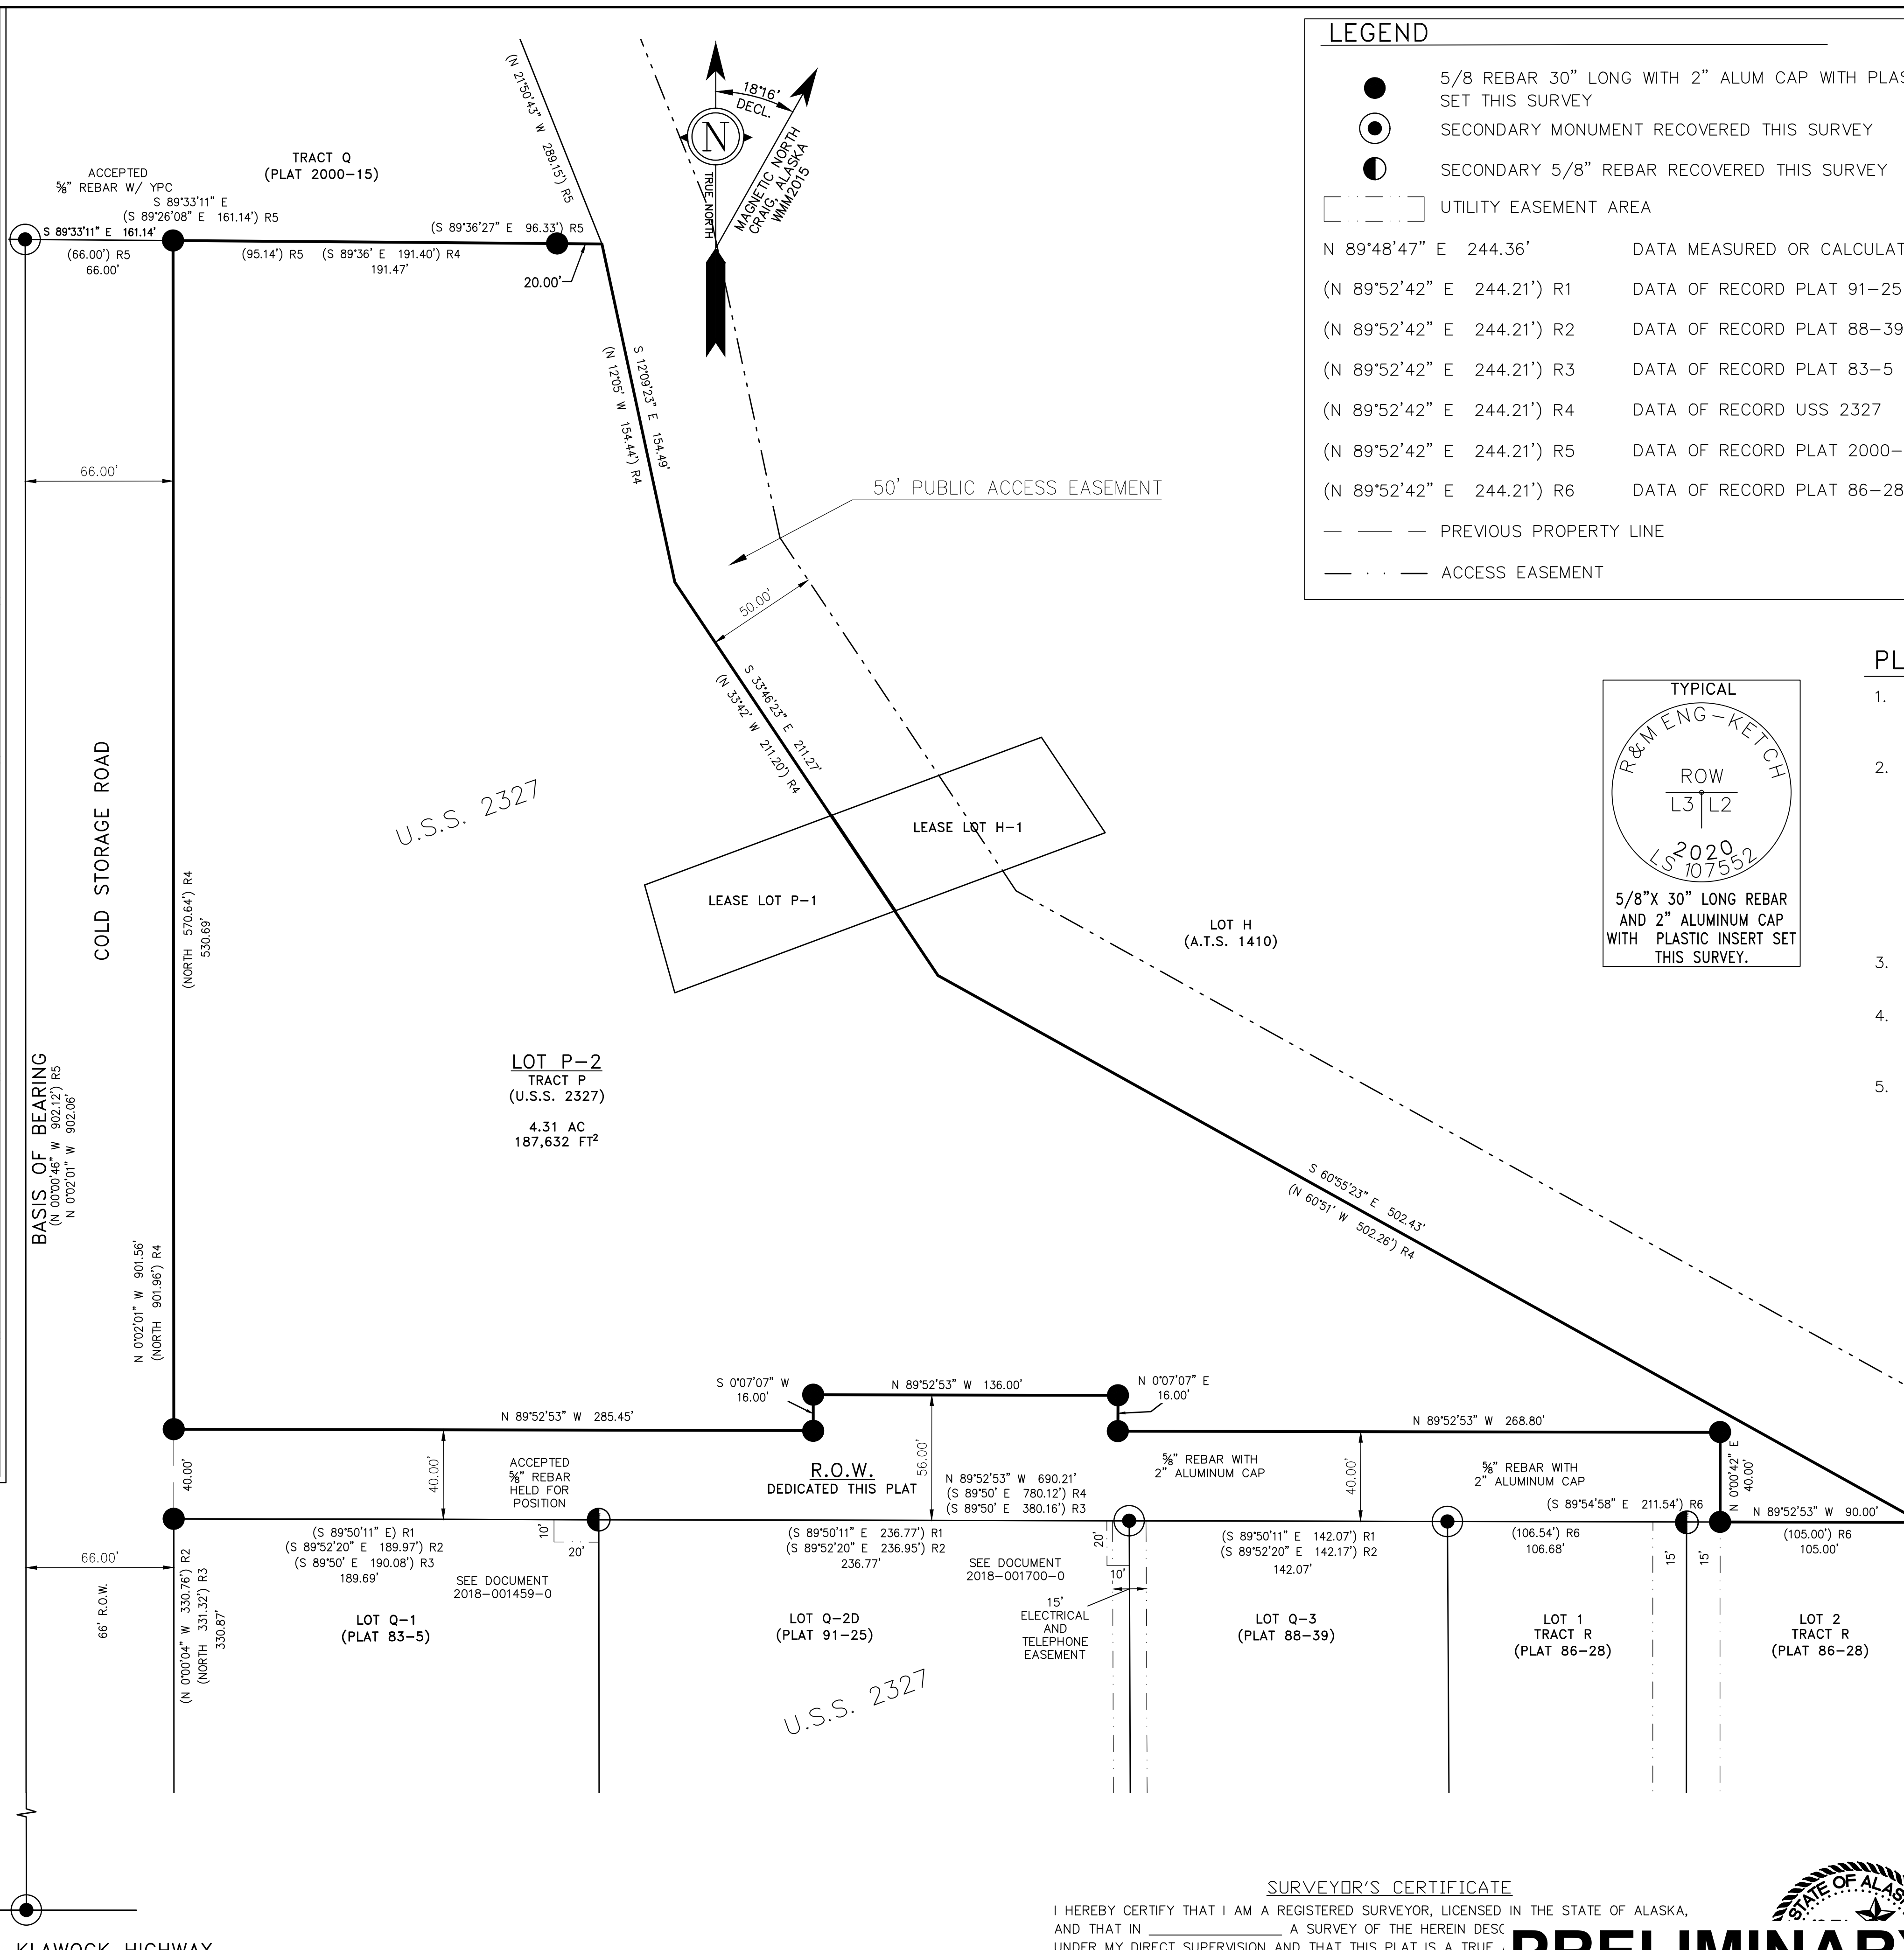 LEGEND
5/8 REBAR 30" LONG WITH 2" ALUM CAP WITH
SET THIS SURVEY
SECONDARY MONUMENT RECOVERED THIS SURVEY
SECONDARY 5/8" REBAR RECOVERED THIS SURVEY
UTILITY EASEMENT AREA
N 89°48'47" E 244.36' DATA MEASURED OR
(N 89°52'42" E 244.21') R1 DATA OF RECORD PLAT 91-25
(N 89°52'42" E 244.21') R2 DATA OF RECORD PLAT 88-39
(N 89°52'42" E 244.21') R3 DATA OF RECORD PLAT 83-5
(N 89°52'42" E 244.21') R4 DATA OF RECORD USS 2327
(N 89°52'42" E 244.21') R5 DATA OF RECORD PLAT 2000-
(N 89°52'42" E 244.21') R6 DATA OF RECORD PLAT 86-28
PREVIOUS PROPERTY LINE
ACCESS EASEMENT
(N 21°50'43" W 289.15') R5
18°16'
DECL.
N
TRUE NORTH
MAGNETIC NORTH
CRAIG, ALASKA
WMM2015
TRACT Q
(PLAT 2000-15)
ACCEPTED
⅝" REBAR W/ YPC
S 89°33'11" E
(S 89°26'08" E 161.14') R5
S 89°33'11" E 161.14'
(66.00') R5
66.00'
(S 89°36'27" E 96.33') R5
(95.14') R5 (S 89°36' E 191.40') R4
191.47'
20.00'
S 12°09'23" E 154.49'
(N 12°05' W 154.44') R4
66.00'
50' PUBLIC ACCESS EASEMENT
50.00'
S 33°46'23" E 211.27'
(N 33°42' W 211.20') R4
U.S.S. 2327
COLD STORAGE ROAD
(NORTH 570.64') R4
530.69'
LEASE LOT H-1
LEASE LOT P-1
LOT H
(A.T.S. 1410)
PL
1.
2.
3.
4.
5.
TYPICAL
R&M ENG-KETCH
ROW
L3 L2
2020
LS 107552
5/8"X 30" LONG REBAR
AND 2" ALUMINUM CAP
WITH PLASTIC INSERT SET
THIS SURVEY.
LOT P-2
TRACT P
(U.S.S. 2327)
4.31 AC
187,632 FT²
BASIS OF BEARING
(N 00°00'46" W 902.12') R5
N 0°02'01" W 902.06'
S 60°55'23" E 502.43'
(N 60°51' W 502.26') R4
N 0°02'01" W 901.56'
(NORTH 901.96') R4
S 0°07'07" W
16.00'
N 89°52'53" W 136.00'
N 0°07'07" E
16.00'
N 89°52'53" W 285.45'
N 89°52'53" W 268.80'
40.00'
40.00'
ACCEPTED
⅝" REBAR
HELD FOR
POSITION
R.O.W.
DEDICATED THIS PLAT
56.00'
N 89°52'53" W 690.21'
(S 89°50' E 780.12') R4
(S 89°50' E 380.16') R3
⅝" REBAR WITH
2" ALUMINUM CAP
40.00'
⅝" REBAR WITH
2" ALUMINUM CAP
(S 89°54'58" E 211.54') R6
N 0°00'42" E
40.00'
N 89°52'53" W 90.00'
66.00'
66' R.O.W.
(N 0°00'04" W 330.76') R2
(NORTH 331.32') R3
330.87'
(S 89°50'11" E) R1
(S 89°52'20" E 189.97') R2
(S 89°50' E 190.08') R3
189.69'
10'
20'
SEE DOCUMENT
2018-001459-0
(S 89°50'11" E 236.77') R1
(S 89°52'20" E 236.95') R2
236.77'
SEE DOCUMENT
2018-001700-0
20'
10'
15'
ELECTRICAL
AND
TELEPHONE
EASEMENT
(S 89°50'11" E 142.07') R1
(S 89°52'20" E 142.17') R2
142.07'
(106.54') R6
106.68'
15'
15'
(105.00') R6
105.00'
LOT Q-1
(PLAT 83-5)
LOT Q-2D
(PLAT 91-25)
LOT Q-3
(PLAT 88-39)
LOT 1
TRACT R
(PLAT 86-28)
LOT 2
TRACT R
(PLAT 86-28)
U.S.S. 2327
SURVEYOR'S CERTIFICATE
I HEREBY CERTIFY THAT I AM A REGISTERED SURVEYOR, LICENSED IN THE STATE OF ALASKA,
AND THAT IN ____ A SURVEY OF THE HEREIN
UNDER MY DIRECT SUPERVISION AND THAT THIS PLAT IS A TRUE
STATE OF
PRELIMINAR
KLAWOCK HIGHWAY